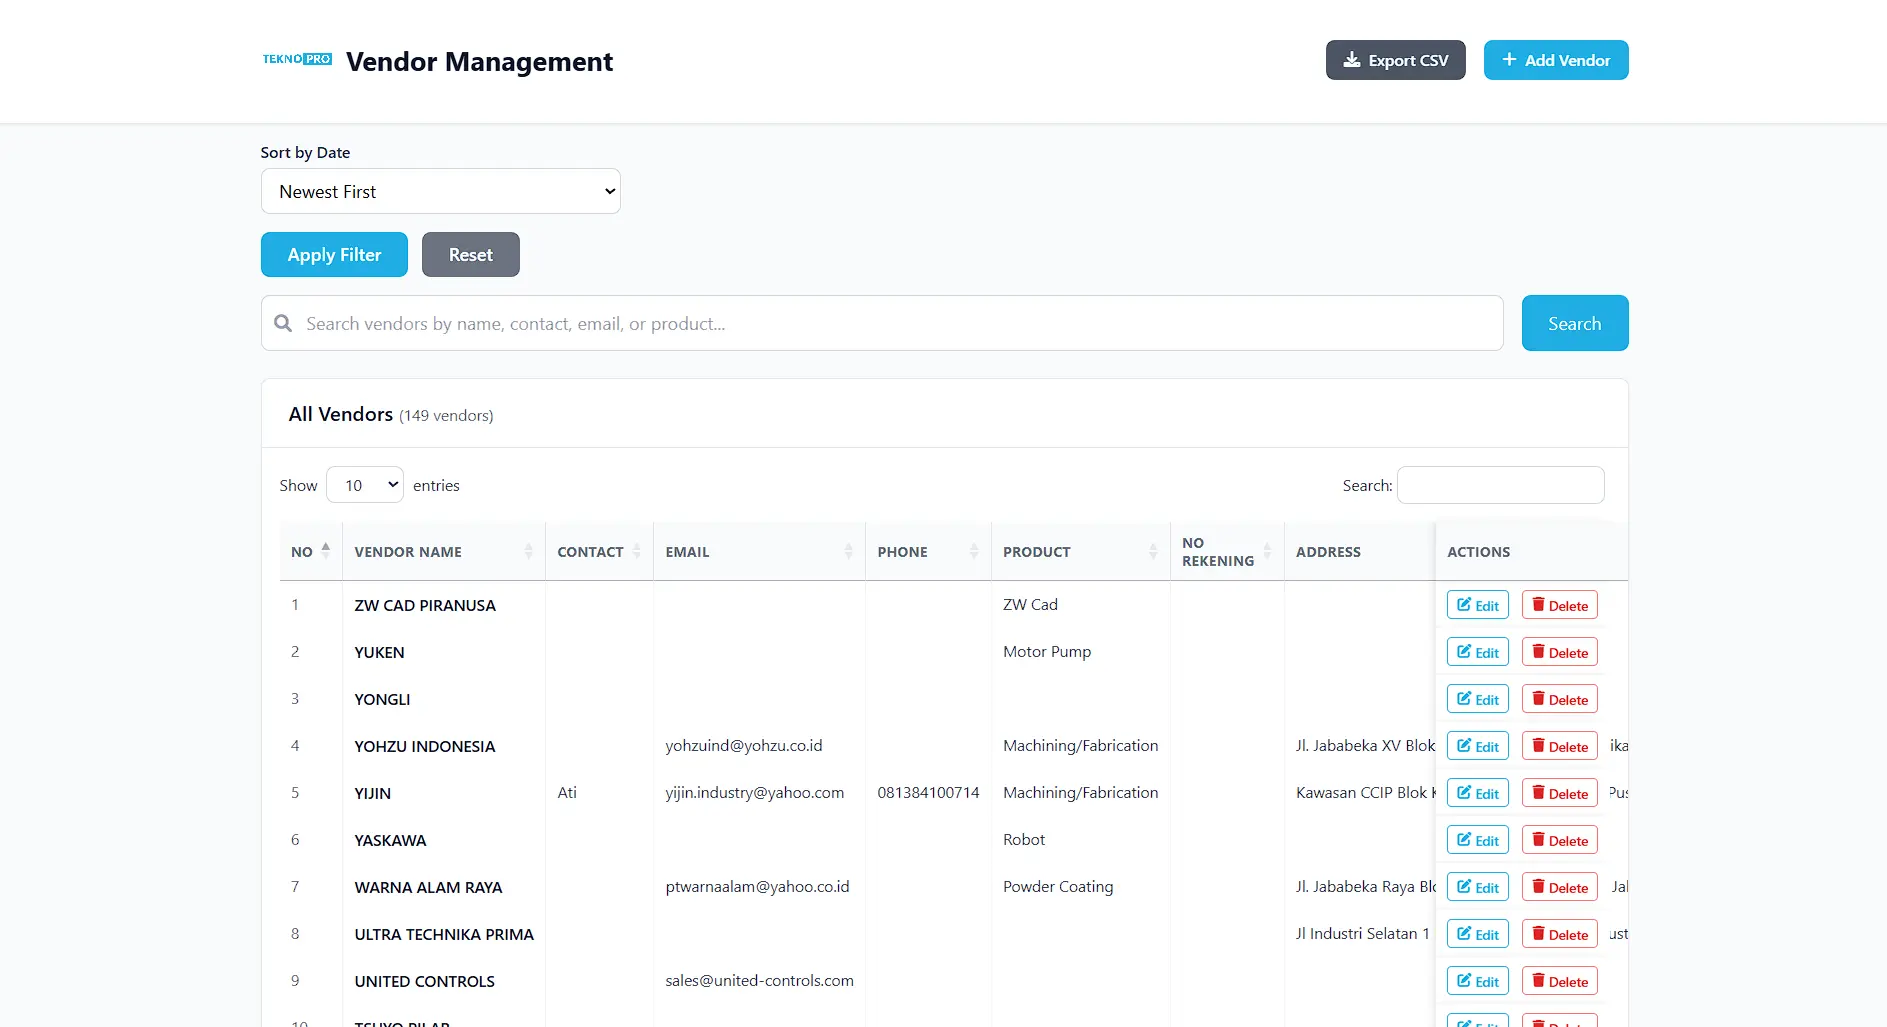 TEKNOPRO Vendor Management
Export CSV
Add Vendor
Sort by Date
Newest First
Apply Filter
Reset
Search vendors by name, contact, email, or product...
Search
All Vendors (149 vendors)
Show 10 entries
Search:
NO VENDOR NAME CONTACT EMAIL PHONE PRODUCT NO REKENING ADDRESS ACTIONS
1 ZW CAD PIRANUSA ZW Cad Edit Delete
2 YUKEN Motor Pump Edit Delete
3 YONGLI Edit Delete
4 YOHZU INDONESIA yohzuind@yohzu.co.id Machining/Fabrication Jl. Jababeka XV Blok Edit Delete ika
5 YIJIN Ati yijin.industry@yahoo.com 081384100714 Machining/Fabrication Kawasan CCIP Blok Edit Delete Pus
6 YASKAWA Robot Edit Delete
7 WARNA ALAM RAYA ptwarnaalam@yahoo.co.id Powder Coating Jl. Jababeka Raya Edit Delete Jal
8 ULTRA TECHNIKA PRIMA Jl Industri Selatan 1 Edit Delete ust
9 UNITED CONTROLS sales@united-controls.com Edit Delete